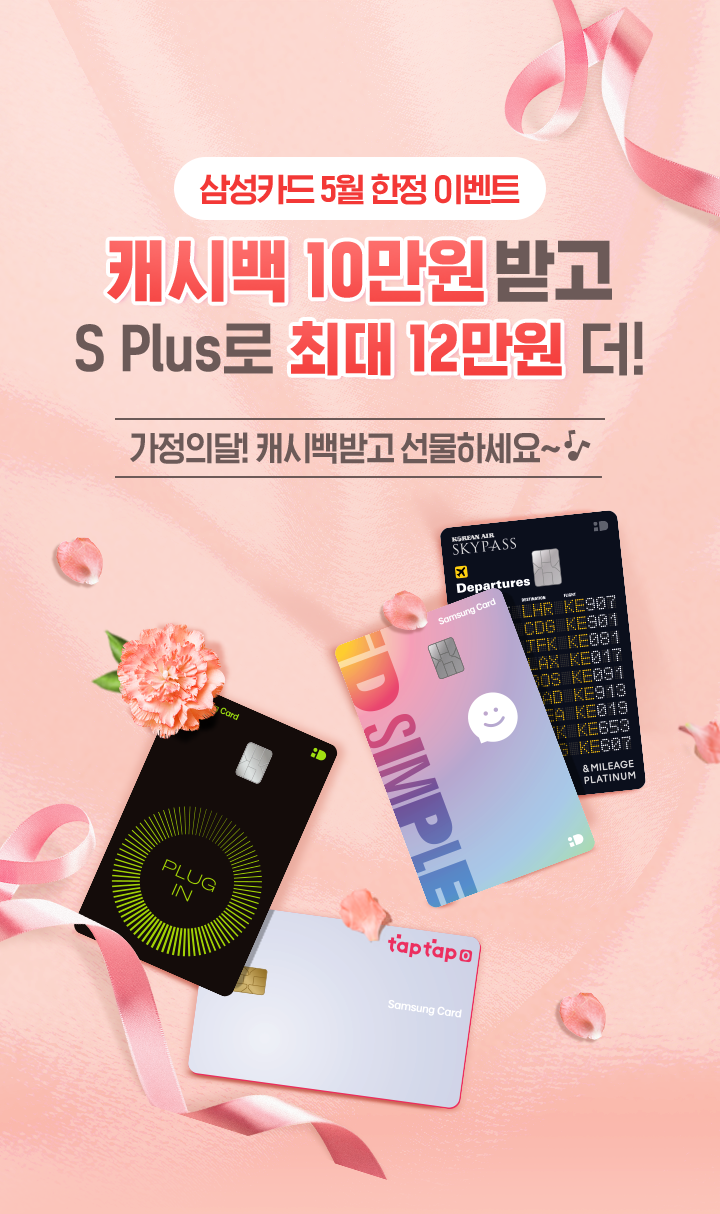 삼성카드 5월 한정 이벤트
캐시백 10만원 받고
S Plus로 최대 12만원 더!
가정의달! 캐시백받고 선물하세요~
KOREAN AIR
SKYPASS
Departures
DESTINATION FLIGHT
LHR KE907
CDG KE901
JFK KE081
LAX KE017
KE091
KE913
KE019
KE653
KE607
&MILEAGE
PLATINUM
Samsung Card
iD SIMPLE
Card
iD
PLUG
IN
taptap O
Samsung Card